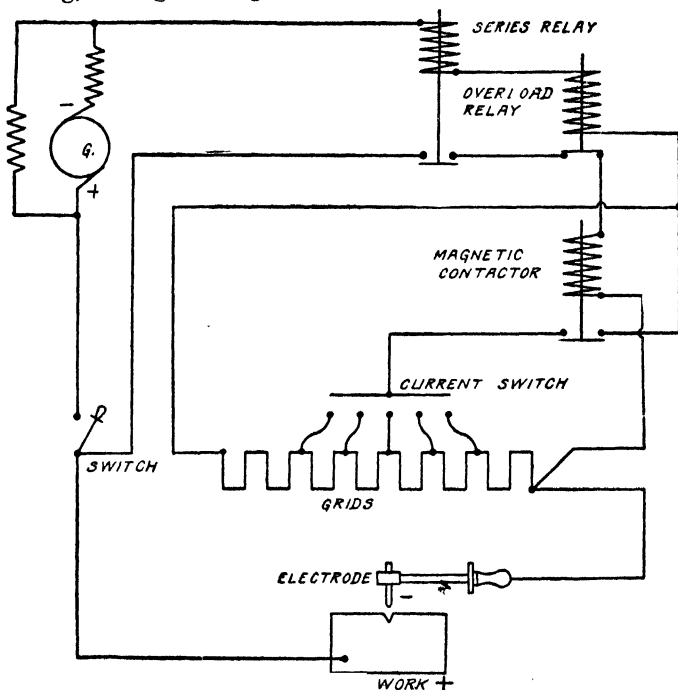 SERIES RELAY
OVERLOAD
RELAY
-
G.
+
MAGNETIC
CONTACTOR
CURRENT SWITCH
SWITCH
GRIDS
ELECTRODE
-
WORK +